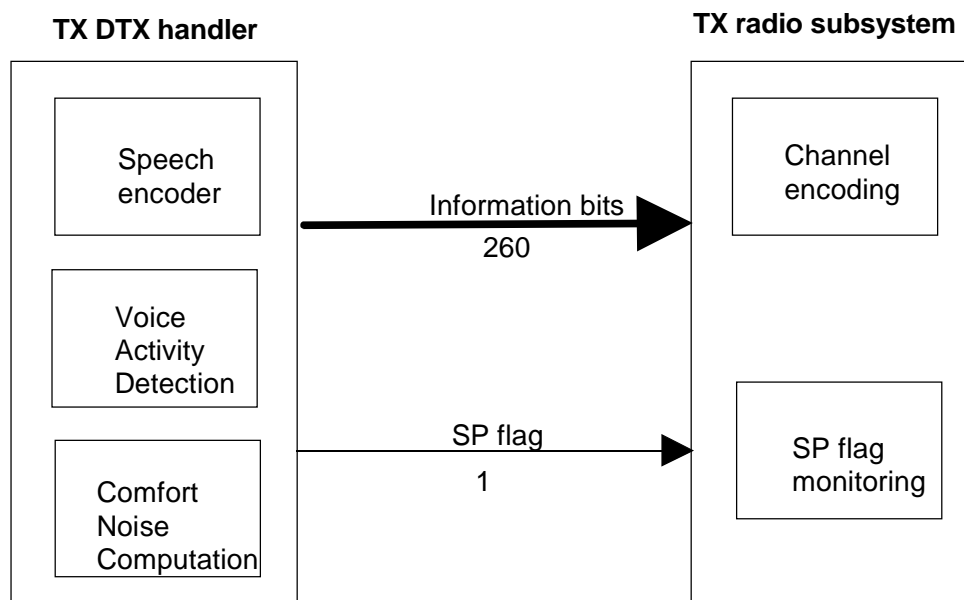 TX DTX handler
TX radio subsystem
Speech
encoder
Information bits
260
Channel
encoding
Voice
Activity
Detection
SP flag
1
SP flag
monitoring
Comfort
Noise
Computation